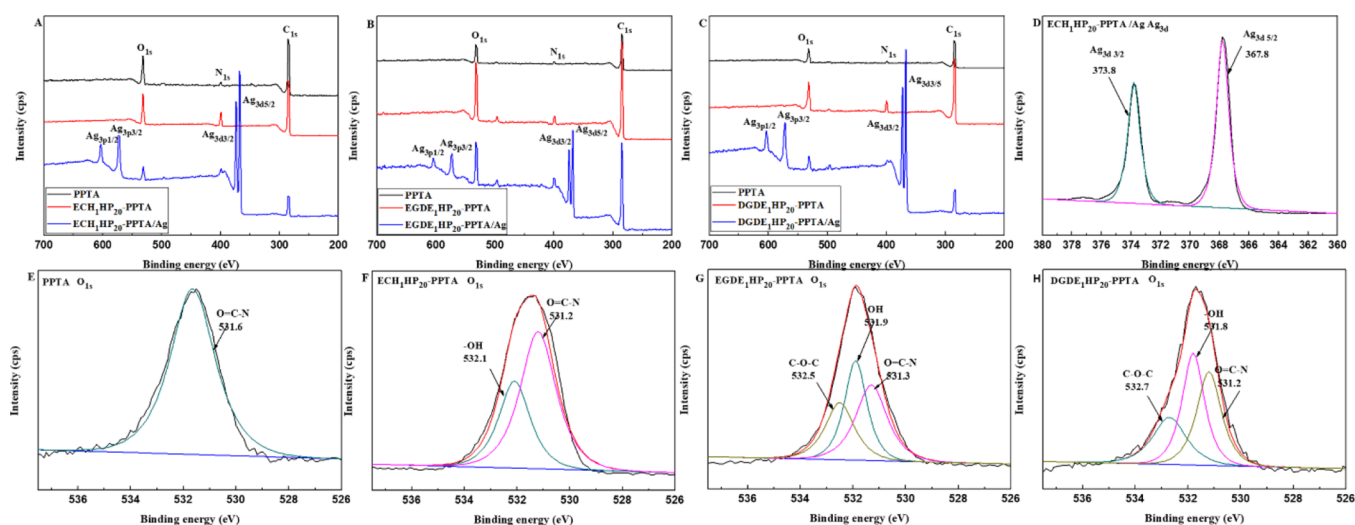 A
O1s
N1s
C1s
Ag3d5/2
Ag3p1/2
Ag3p3/2
Ag3d3/2
PPTA
ECH1HP20-PPTA
ECH1HP20-PPTA/Ag
Intensity (cps)
700 600 500 400 300 200
Binding energy (eV)
B
O1s
N1s
C1s
Ag3p1/2
Ag3p3/2
Ag3d3/2
Ag3d5/2
PPTA
EGDE1HP20-PPTA
EGDE1HP20-PPTA/Ag
Intensity (cps)
700 600 500 400 300 200
Binding energy (eV)
C
O1s
N1s
C1s
Ag3d3/5
Ag3p1/2
Ag3p3/2
Ag3d3/2
PPTA
DGDE1HP20-PPTA
DGDE1HP20-PPTA/Ag
Intensity (cps)
700 600 500 400 300 200
Binding energy (eV)
D
ECH1HP20-PPTA /Ag Ag3d
Ag3d 3/2
373.8
Ag3d 5/2
367.8
Intensity (cps)
380 378 376 374 372 370 368 366 364 362 360
Binding energy (eV)
E
PPTA O1s
O=C-N
531.6
Intensity (cps)
536 534 532 530 528 526
Binding energy (eV)
F
ECH1HP20-PPTA O1s
O=C-N
531.2
-OH
532.1
Intensity (cps)
536 534 532 530 528 526
Binding energy (eV)
G
EGDE1HP20-PPTA O1s
-OH
531.9
C-O-C
532.5
O=C-N
531.3
Intensity (cps)
536 534 532 530 528 526
Binding energy (eV)
H
DGDE1HP20-PPTA O1s
-OH
531.8
C-O-C
532.7
O=C-N
531.2
Intensity (cps)
536 534 532 530 528 526
Binding energy (eV)